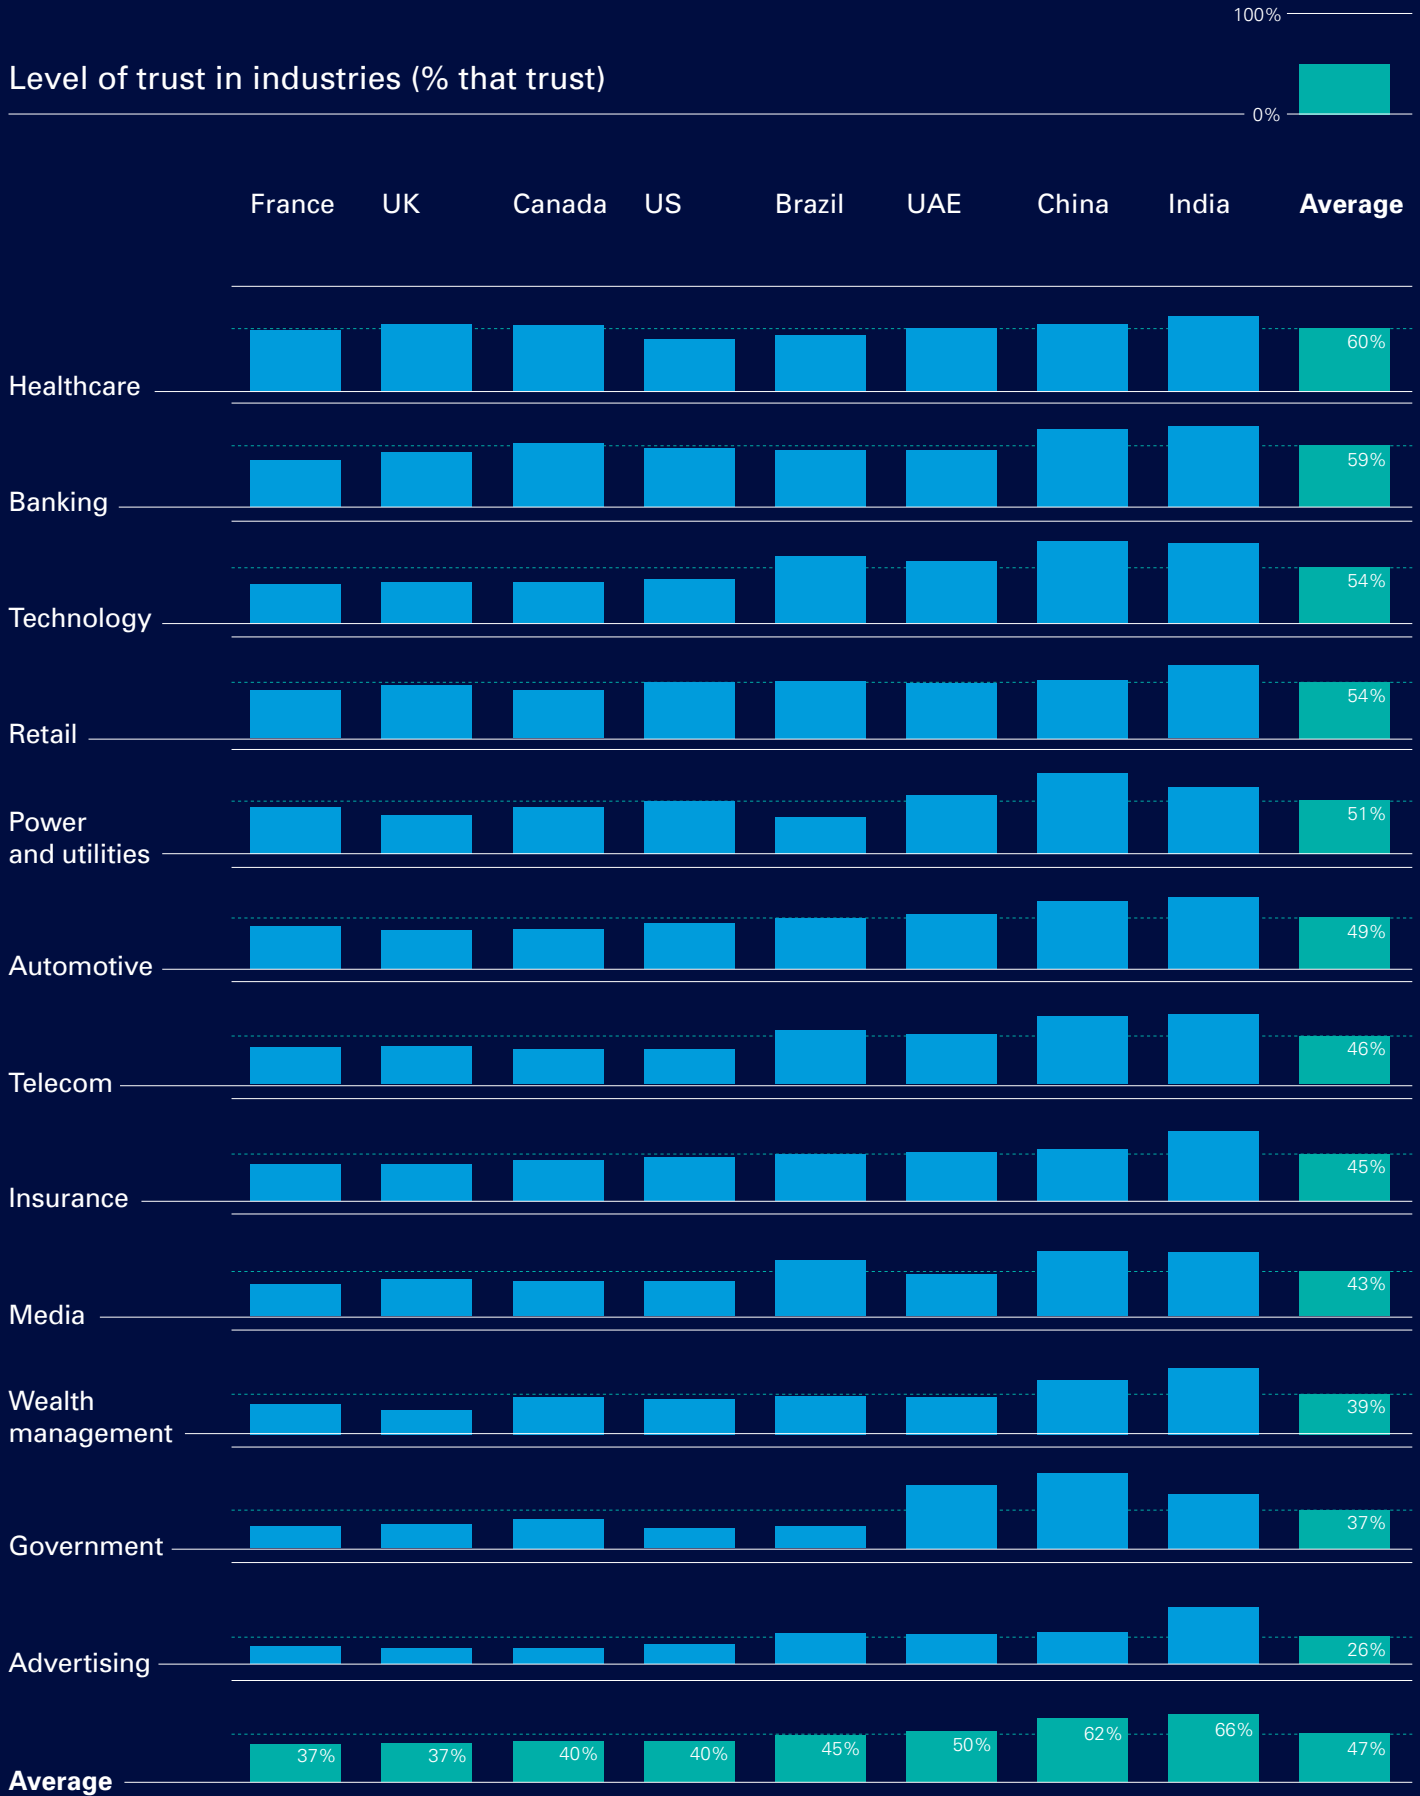 100%
Level of trust in industries (% that trust)
0%
France UK Canada US Brazil UAE China India Average
60%
Healthcare
59%
Banking
54%
Technology
54%
Retail
51%
Power
and utilities
49%
Automotive
46%
Telecom
45%
Insurance
43%
Media
39%
Wealth
management
37%
Government
26%
Advertising
37% 37% 40% 40% 45% 50% 62% 66% 47%
Average